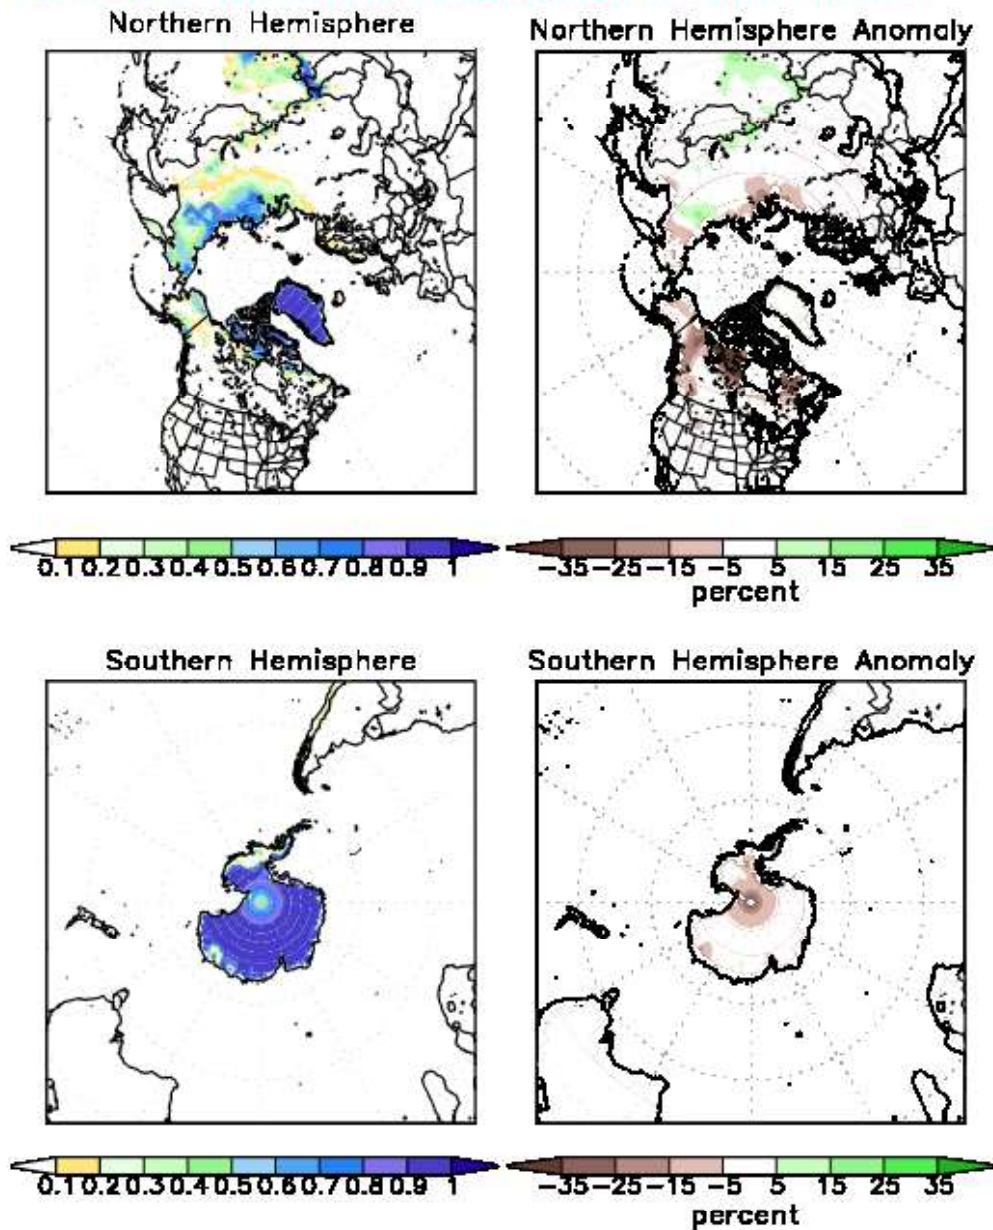 Northern Hemisphere
Northern Hemisphere Anomaly
0.1 0.2 0.3 0.4 0.5 0.6 0.7 0.8 0.9 1
-35 -25 -15 -5 5 15 25 35
percent
Southern Hemisphere
Southern Hemisphere Anomaly
0.1 0.2 0.3 0.4 0.5 0.6 0.7 0.8 0.9 1
-35 -25 -15 -5 5 15 25 35
percent